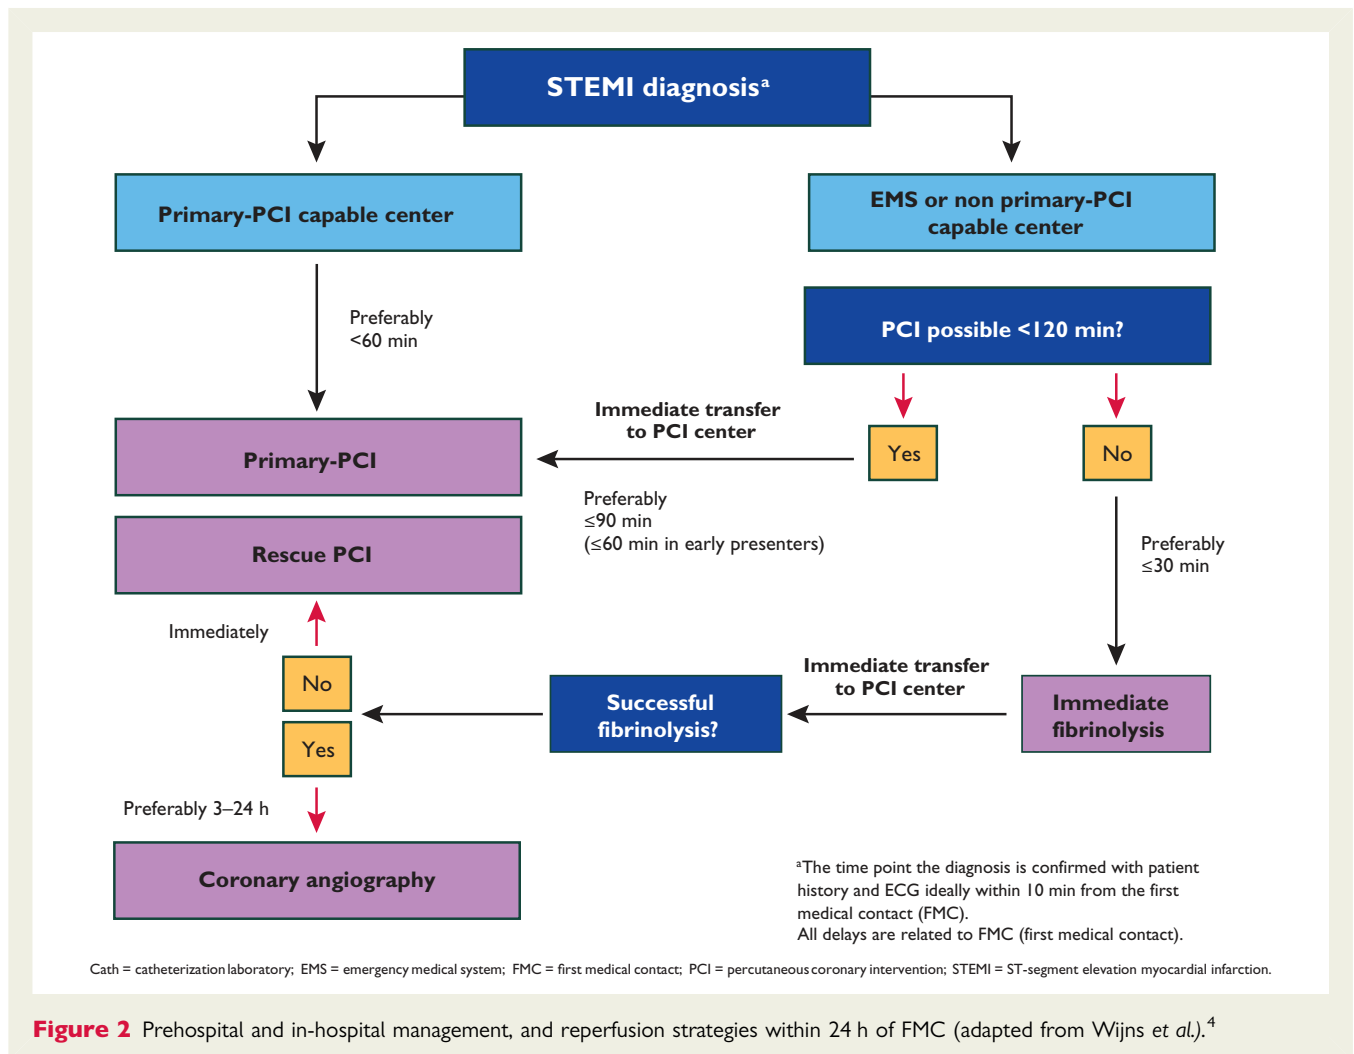 STEMI diagnosisᵃ
Primary-PCI capable center
EMS or non primary-PCI
capable center
Preferably
<60 min
PCI possible <120 min?
Immediate transfer
to PCI center
Yes
No
Primary-PCI
Preferably
≤90 min
(≤60 min in early presenters)
Rescue PCI
Preferably
≤30 min
Immediately
No
Yes
Successful
fibrinolysis?
Immediate transfer
to PCI center
Immediate
fibrinolysis
Preferably 3–24 h
Coronary angiography
ᵃThe time point the diagnosis is confirmed with patient
history and ECG ideally within 10 min from the first
medical contact (FMC).
All delays are related to FMC (first medical contact).
Cath = catheterization laboratory; EMS = emergency medical system; FMC = first medical contact; PCI = percutaneous coronary intervention; STEMI = ST-segment elevation myocardial infarction.
Figure 2 Prehospital and in-hospital management, and reperfusion strategies within 24 h of FMC (adapted from Wijns et al.).⁴